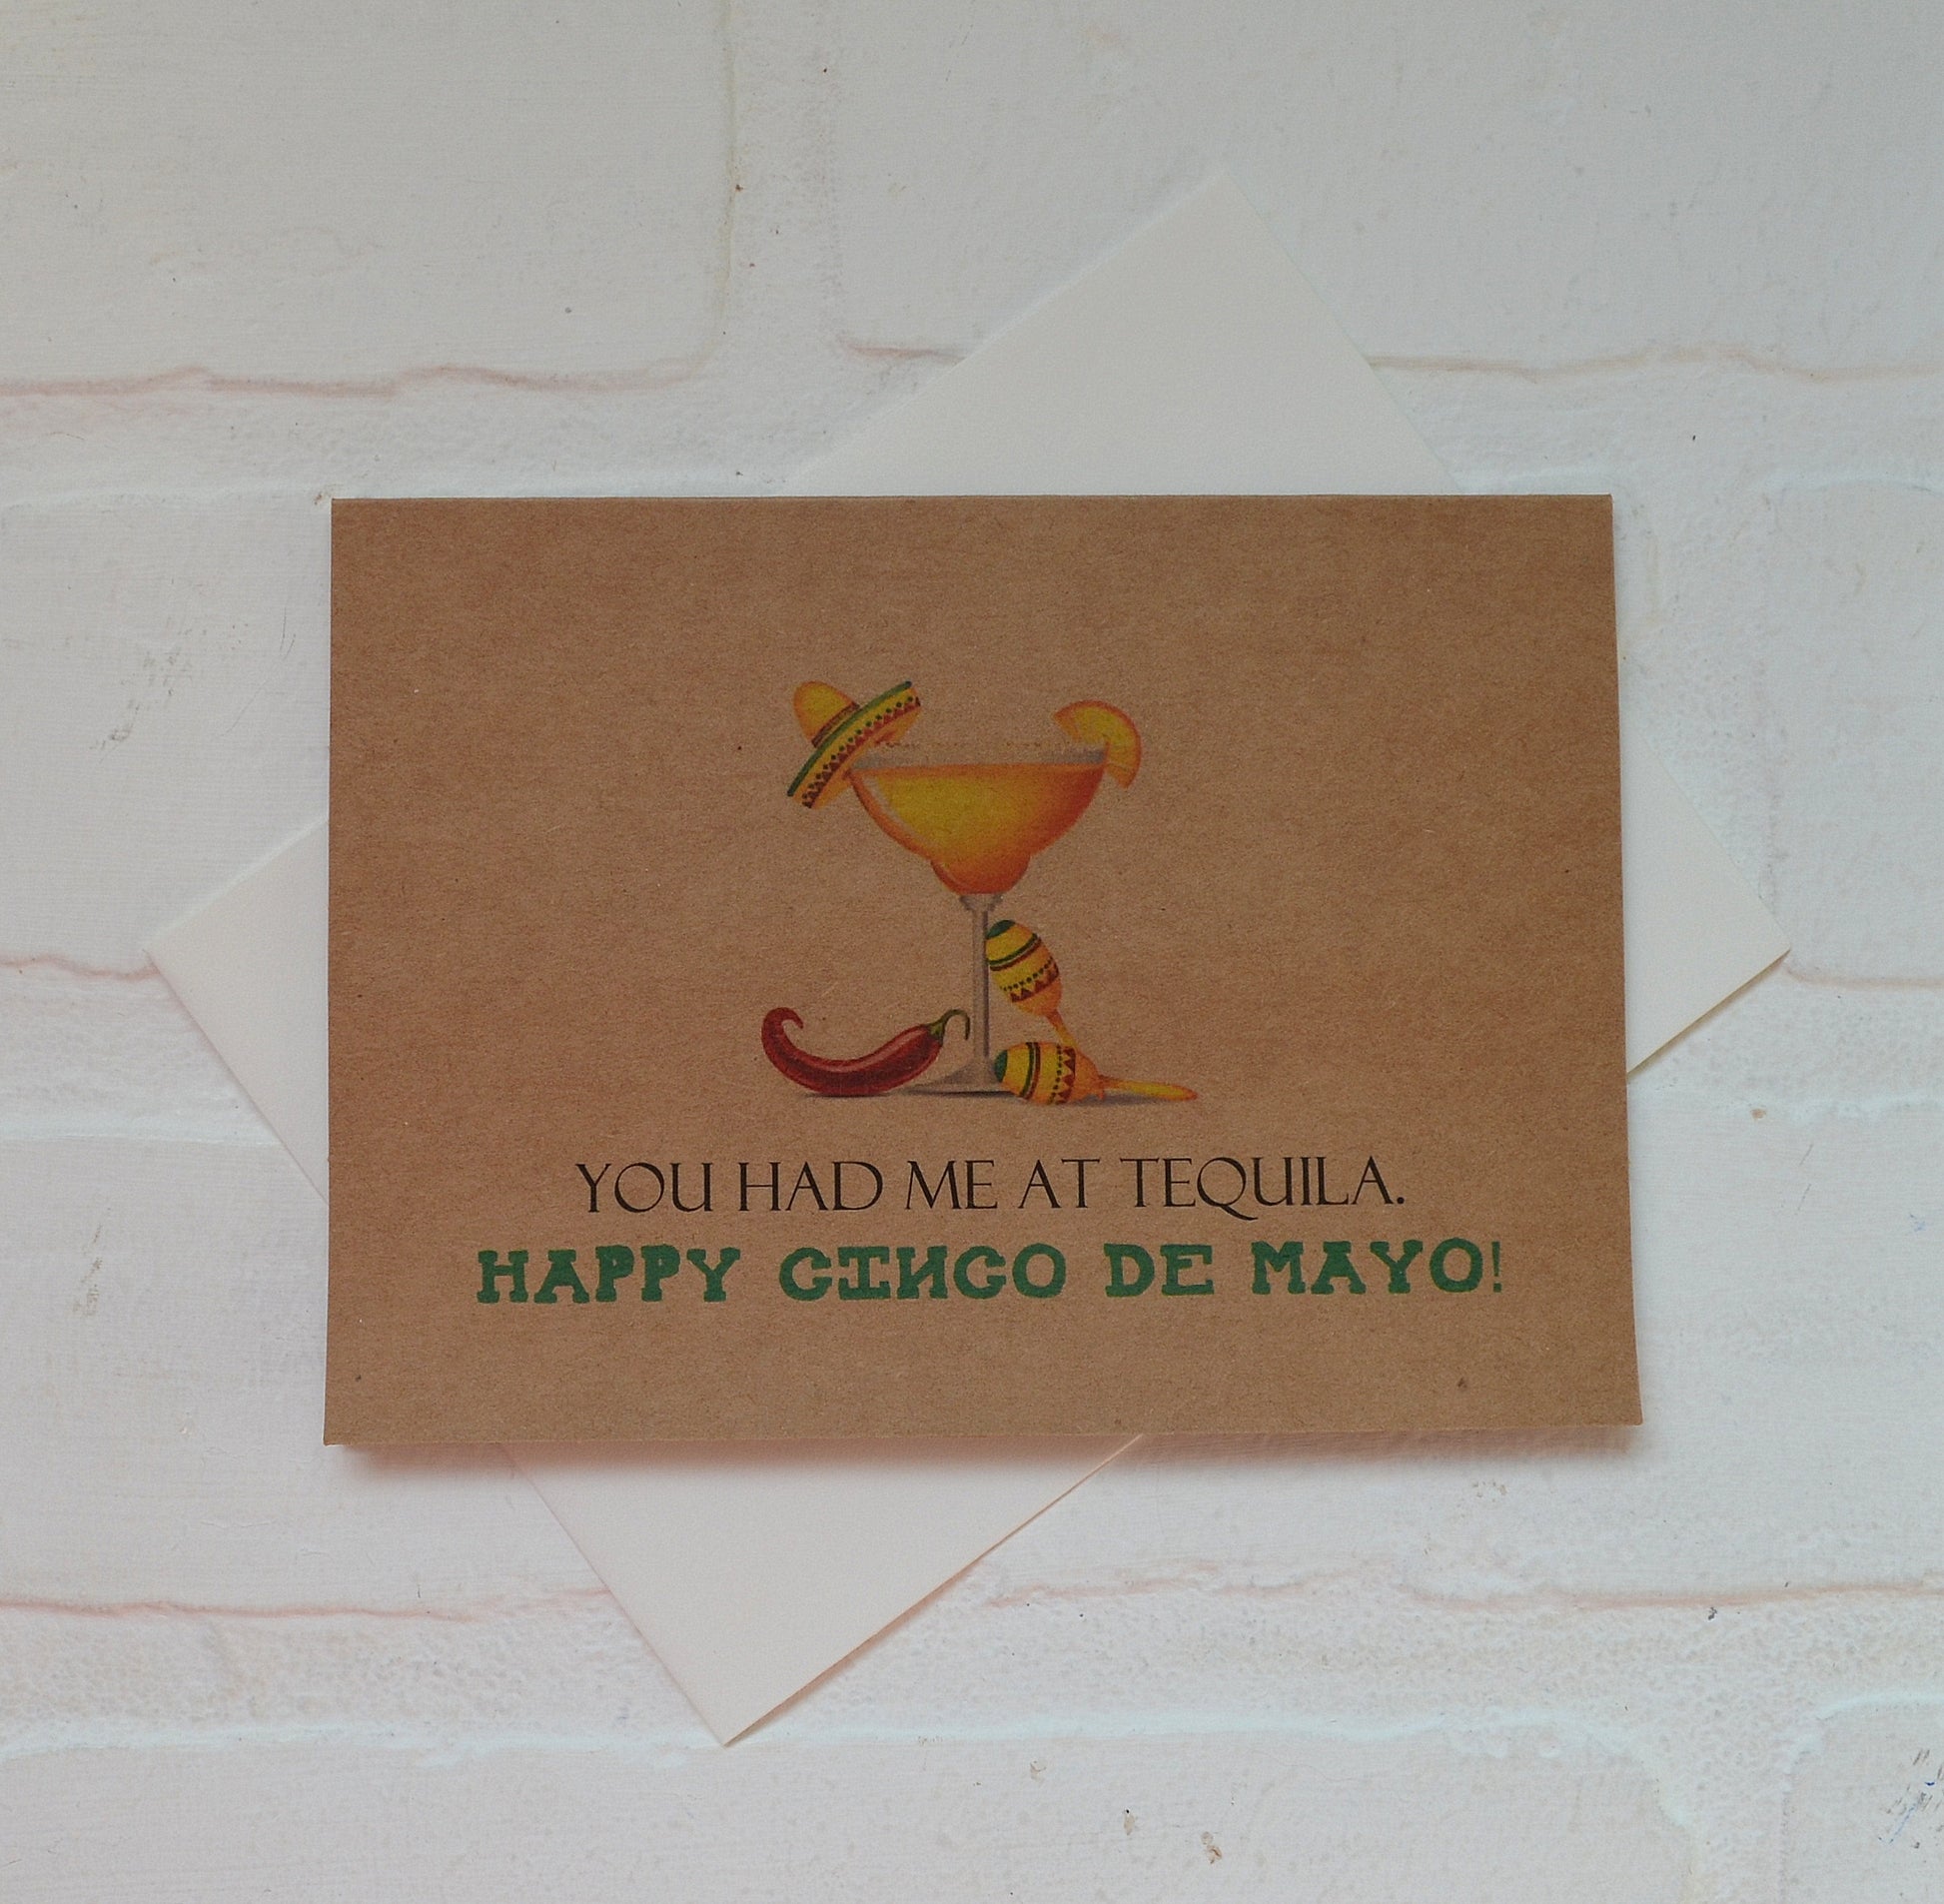 YOU HAD ME AT TEQUILA.
HAPPY CINCO DE MAYO!